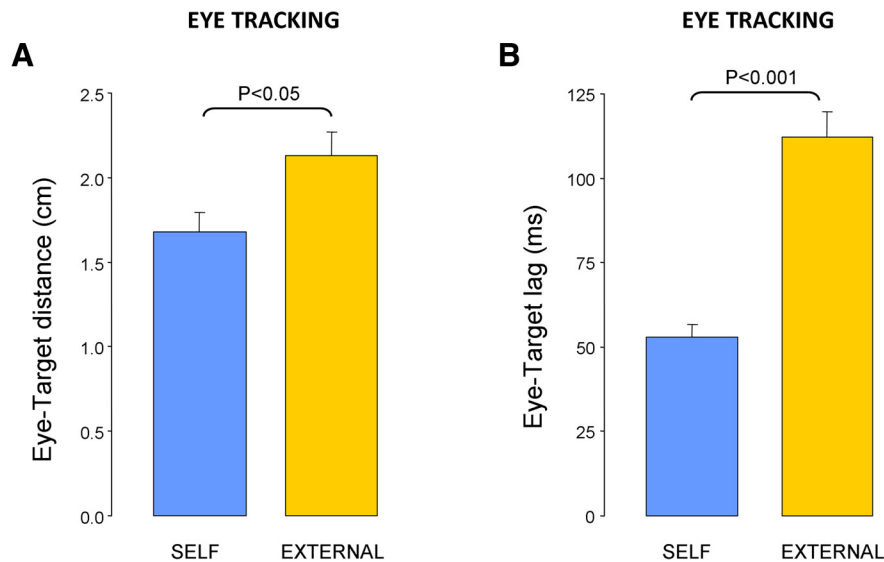 EYE TRACKING
A
P<0.05
Eye-Target distance (cm)
2.5
2.0
1.5
1.0
0.5
0.0
SELF
EXTERNAL
EYE TRACKING
B
P<0.001
Eye-Target lag (ms)
125
100
75
50
25
0
SELF
EXTERNAL